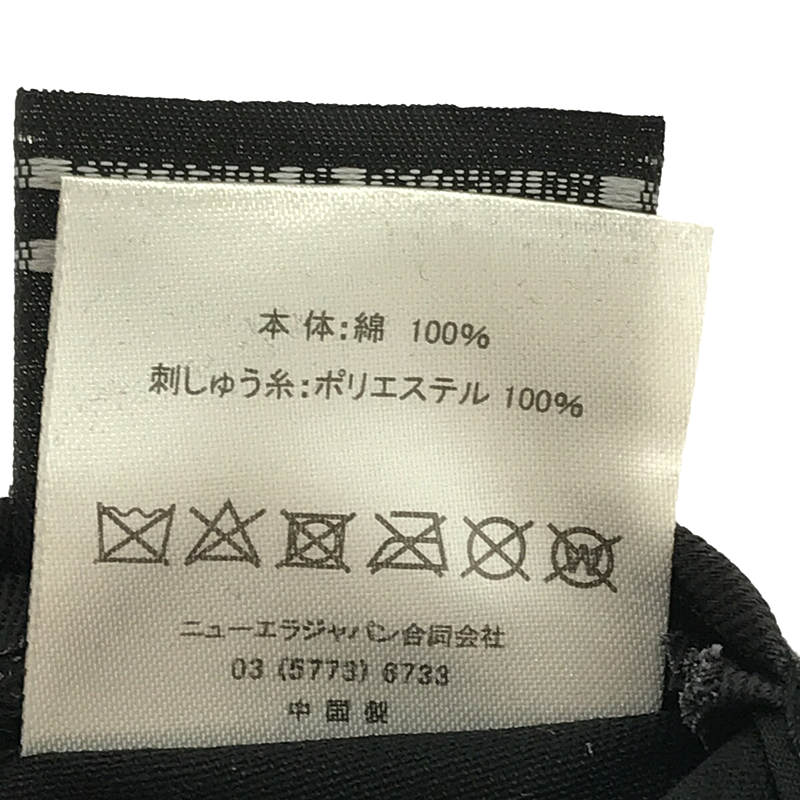 本体:綿 100%
刺しゅう糸:ポリエステル 100%
W
ニューエラジャパン合同会社
03 (5773) 6733
中国製